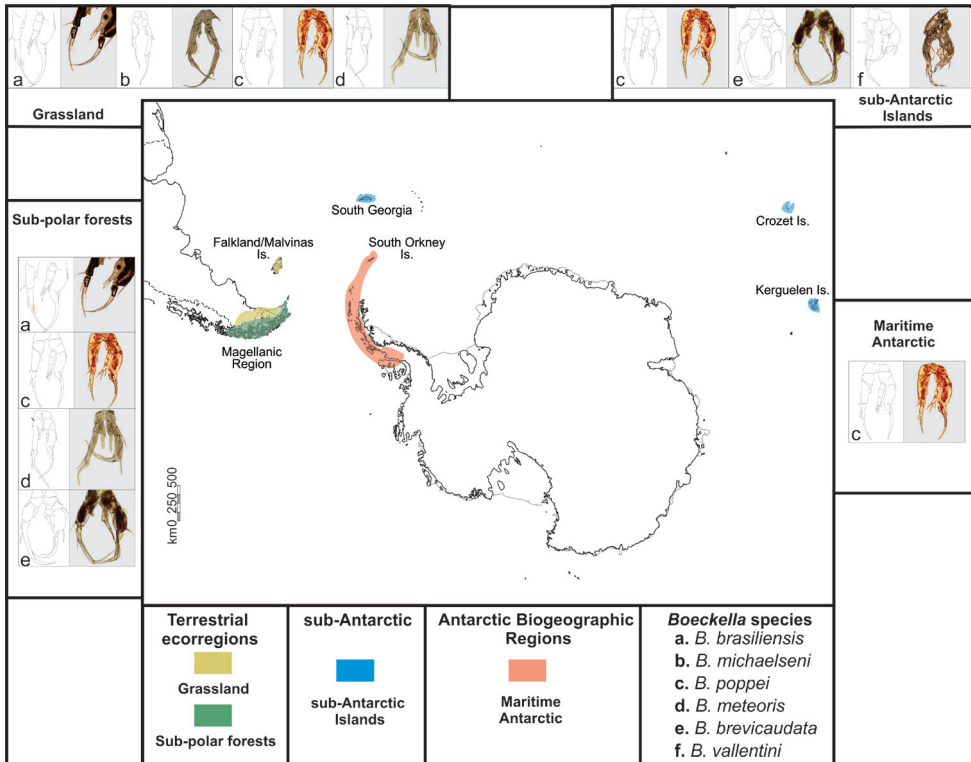 a
b
c
d
Grassland
c
e
f
sub-Antarctic
Islands
Sub-polar forests
a
c
d
e
South Georgia
Falkland/Malvinas
Is.
South Orkney
Is.
Magellanic
Region
Crozet Is.
Kerguelen Is.
Maritime
Antarctic
c
km0 250 500
Terrestrial
ecorregions
Grassland
Sub-polar forests
sub-Antarctic
sub-Antarctic
Islands
Antarctic Biogeographic
Regions
Maritime
Antarctic
Boeckella species
a. B. brasiliensis
b. B. michaelseni
c. B. poppei
d. B. meteoris
e. B. brevicaudata
f. B. vallentini